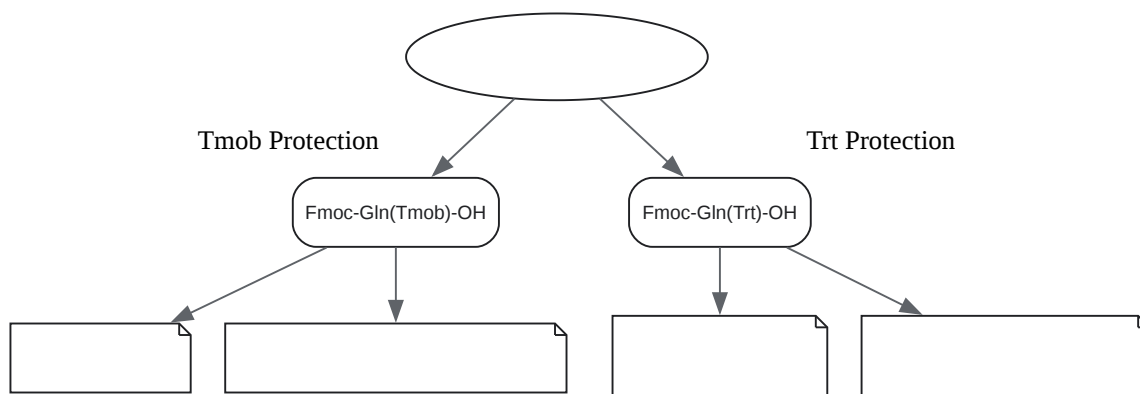 Tmob Protection
Trt Protection
Fmoc-Gln(Tmob)-OH
Fmoc-Gln(Trt)-OH